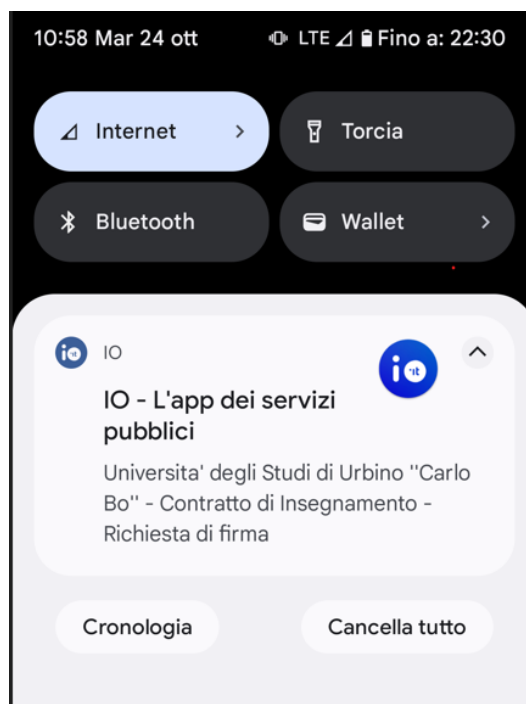 10:58 Mar 24 ott LTE Fino a: 22:30
Internet
Torcia
Bluetooth
Wallet
IO
IO - L'app dei servizi
pubblici
Universita' degli Studi di Urbino "Carlo
Bo" - Contratto di Insegnamento -
Richiesta di firma
Cronologia
Cancella tutto